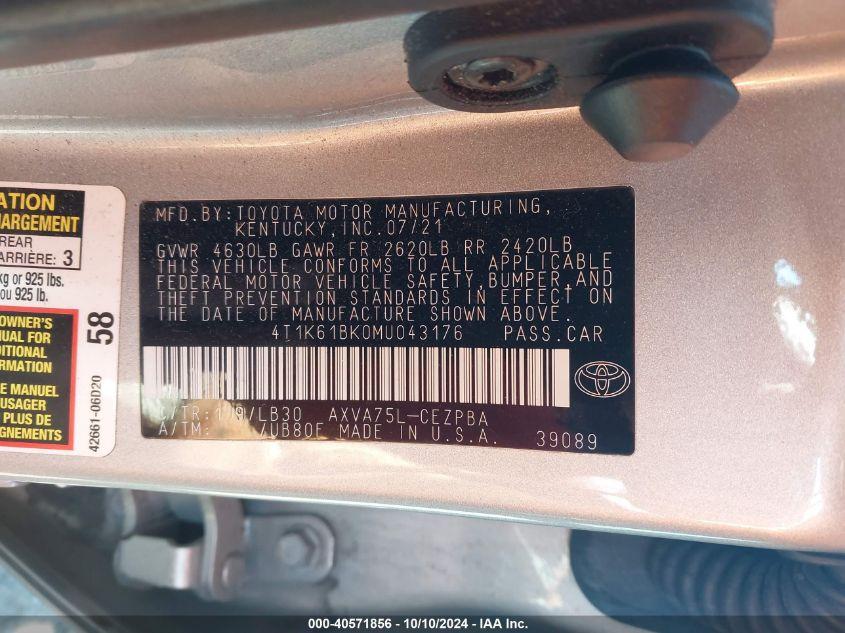 MFD. BY: TOYOTA MOTOR MANUFACTURING,
KENTUCKY, INC. 07/21
GVWR 4630LB GAWR FR 2620LB RR 2420LB
THIS VEHICLE CONFORMS TO ALL APPLICABLE
FEDERAL MOTOR VEHICLE SAFETY, BUMPER, AND
THEFT PREVENTION STANDARDS IN EFFECT ON
THE DATE OF MANUFACTURE SHOWN ABOVE.
4T1K61BK0MU043176 PASS. CAR
/LB30 AXVA75L-CEZPBA
A/TM: /UB80F MADE IN U.S.A. 39089
ATION
HARGEMENT
REAR
ARRIÈRE: 3
kg or 925 lbs.
ou 925 lb.
OWNER'S
NUAL FOR
DITIONAL
RMATION
E MANUEL
USAGER
PLUS DE
GNEMENTS
58
42661-06D20
000-40571856 - 10/10/2024 - IAA Inc.